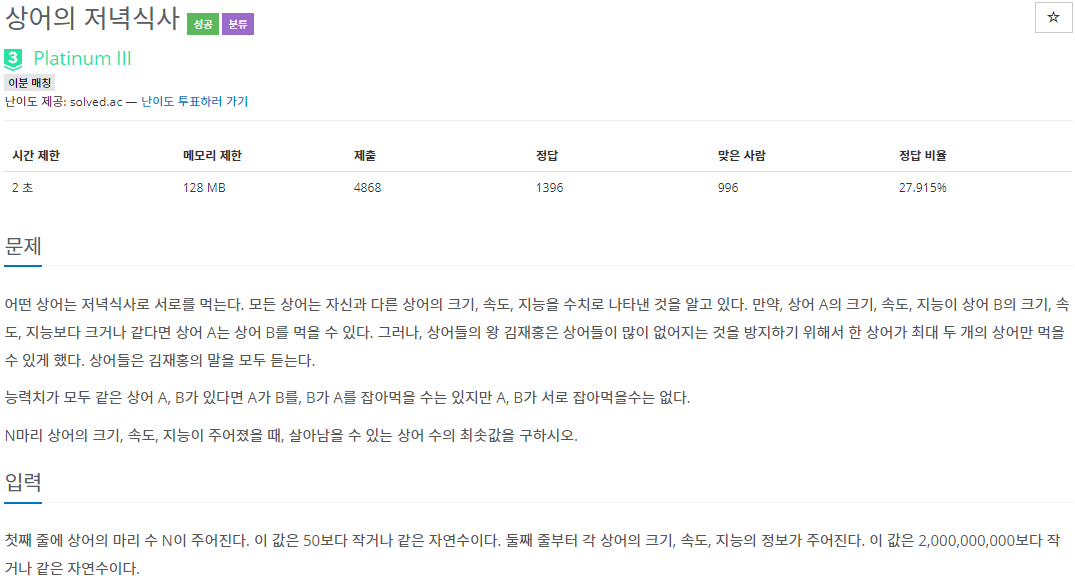 상어의 저녁식사 성공 분류
☆
3 Platinum III
이분 매칭
난이도 제공: solved.ac — 난이도 투표하러 가기
시간 제한 메모리 제한 제출 정답 맞은 사람 정답 비율
2 초 128 MB 4868 1396 996 27.915%
문제
어떤 상어는 저녁식사로 서로를 먹는다. 모든 상어는 자신과 다른 상어의 크기, 속도, 지능을 수치로 나타낸 것을 알고 있다. 만약, 상어 A의 크기, 속도, 지능이 상어 B의 크기, 속
도, 지능보다 크거나 같다면 상어 A는 상어 B를 먹을 수 있다. 그러나, 상어들의 왕 김재홍은 상어들이 많이 없어지는 것을 방지하기 위해서 한 상어가 최대 두 개의 상어만 먹을
수 있게 했다. 상어들은 김재홍의 말을 모두 듣는다.
능력치가 모두 같은 상어 A, B가 있다면 A가 B를, B가 A를 잡아먹을 수는 있지만 A, B가 서로 잡아먹을수는 없다.
N마리 상어의 크기, 속도, 지능이 주어졌을 때, 살아남을 수 있는 상어 수의 최솟값을 구하시오.
입력
첫째 줄에 상어의 마리 수 N이 주어진다. 이 값은 50보다 작거나 같은 자연수이다. 둘째 줄부터 각 상어의 크기, 속도, 지능의 정보가 주어진다. 이 값은 2,000,000,000보다 작
거나 같은 자연수이다.